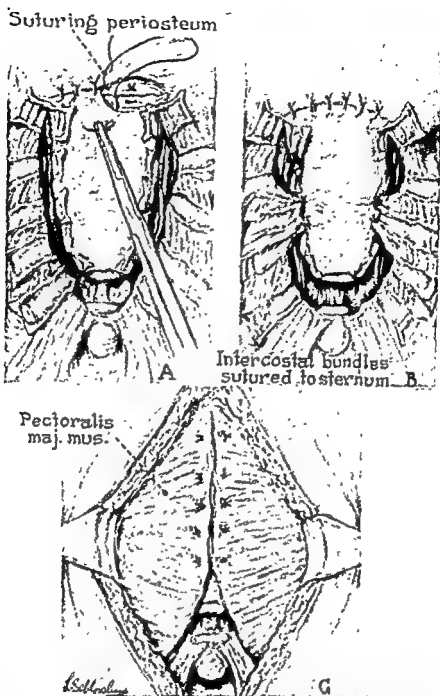 Suturing periosteum
A
Intercostal bundles
sutured to sternum
B
Pectoralis
maj. mus.
C